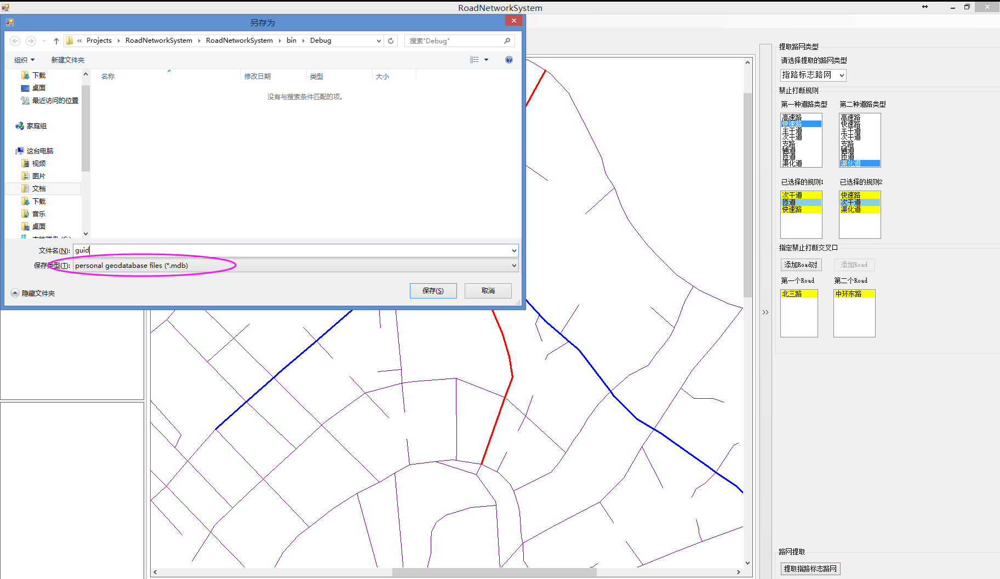 RoadNetworkSystem
另存为
« Projects › RoadNetworkSystem › RoadNetworkSystem › bin › Debug
搜索"Debug"
组织
新建文件夹
下载
桌面
最近访问的位置
家庭组
这台电脑
视频
图片
文档
下载
音乐
桌面
名称
修改日期
类型
大小
没有与搜索条件匹配的项。
文件名(N):
guid
保存类型(T):
personal geodatabase files (*.mdb)
隐藏文件夹
保存(S)
取消
提取路网类型
请选择提取的路网类型
指路标志路网
禁止打断规则
第一种道路类型
高速路
快速路
主干道
次干道
支路
辅道
匝道
渠化道
第二种道路类型
高速路
快速路
主干道
次干道
支路
辅道
匝道
渠化道
已选择的规则1
次干道
匝道
快速路
已选择的规则2
快速路
次干道
渠化道
指定禁止打断交叉口
添加Road对
添加Road
第一个Road
北三路
第二个Road
中环东路
>>
路网提取
提取指路标志路网